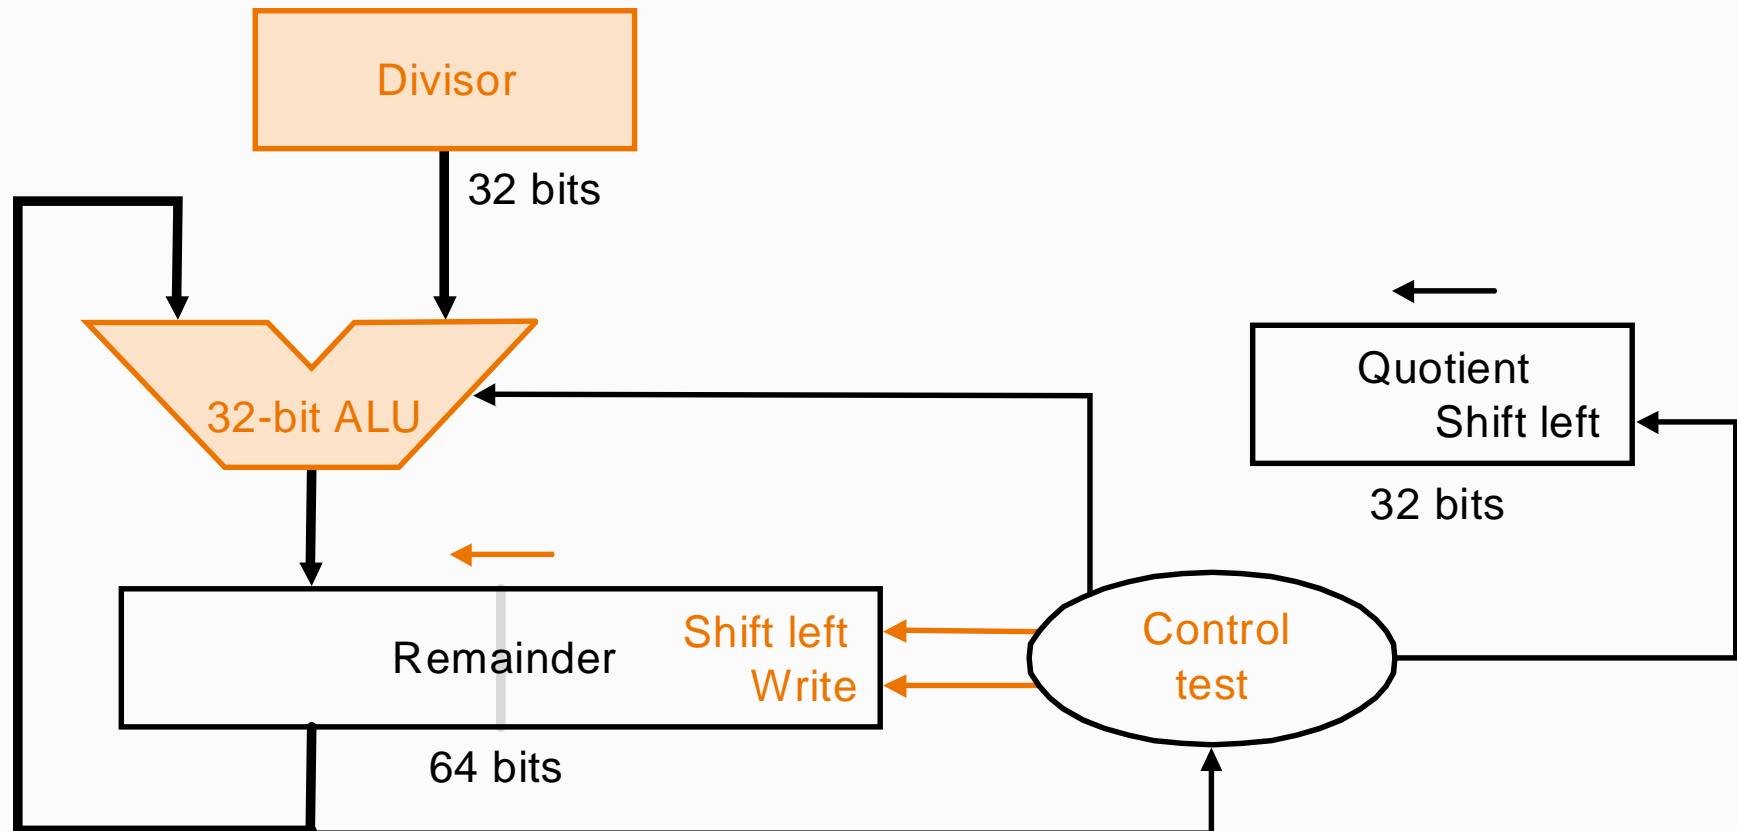 Divisor
32 bits
32-bit ALU
Quotient
Shift left
32 bits
Remainder
Shift left
Write
64 bits
Control
test